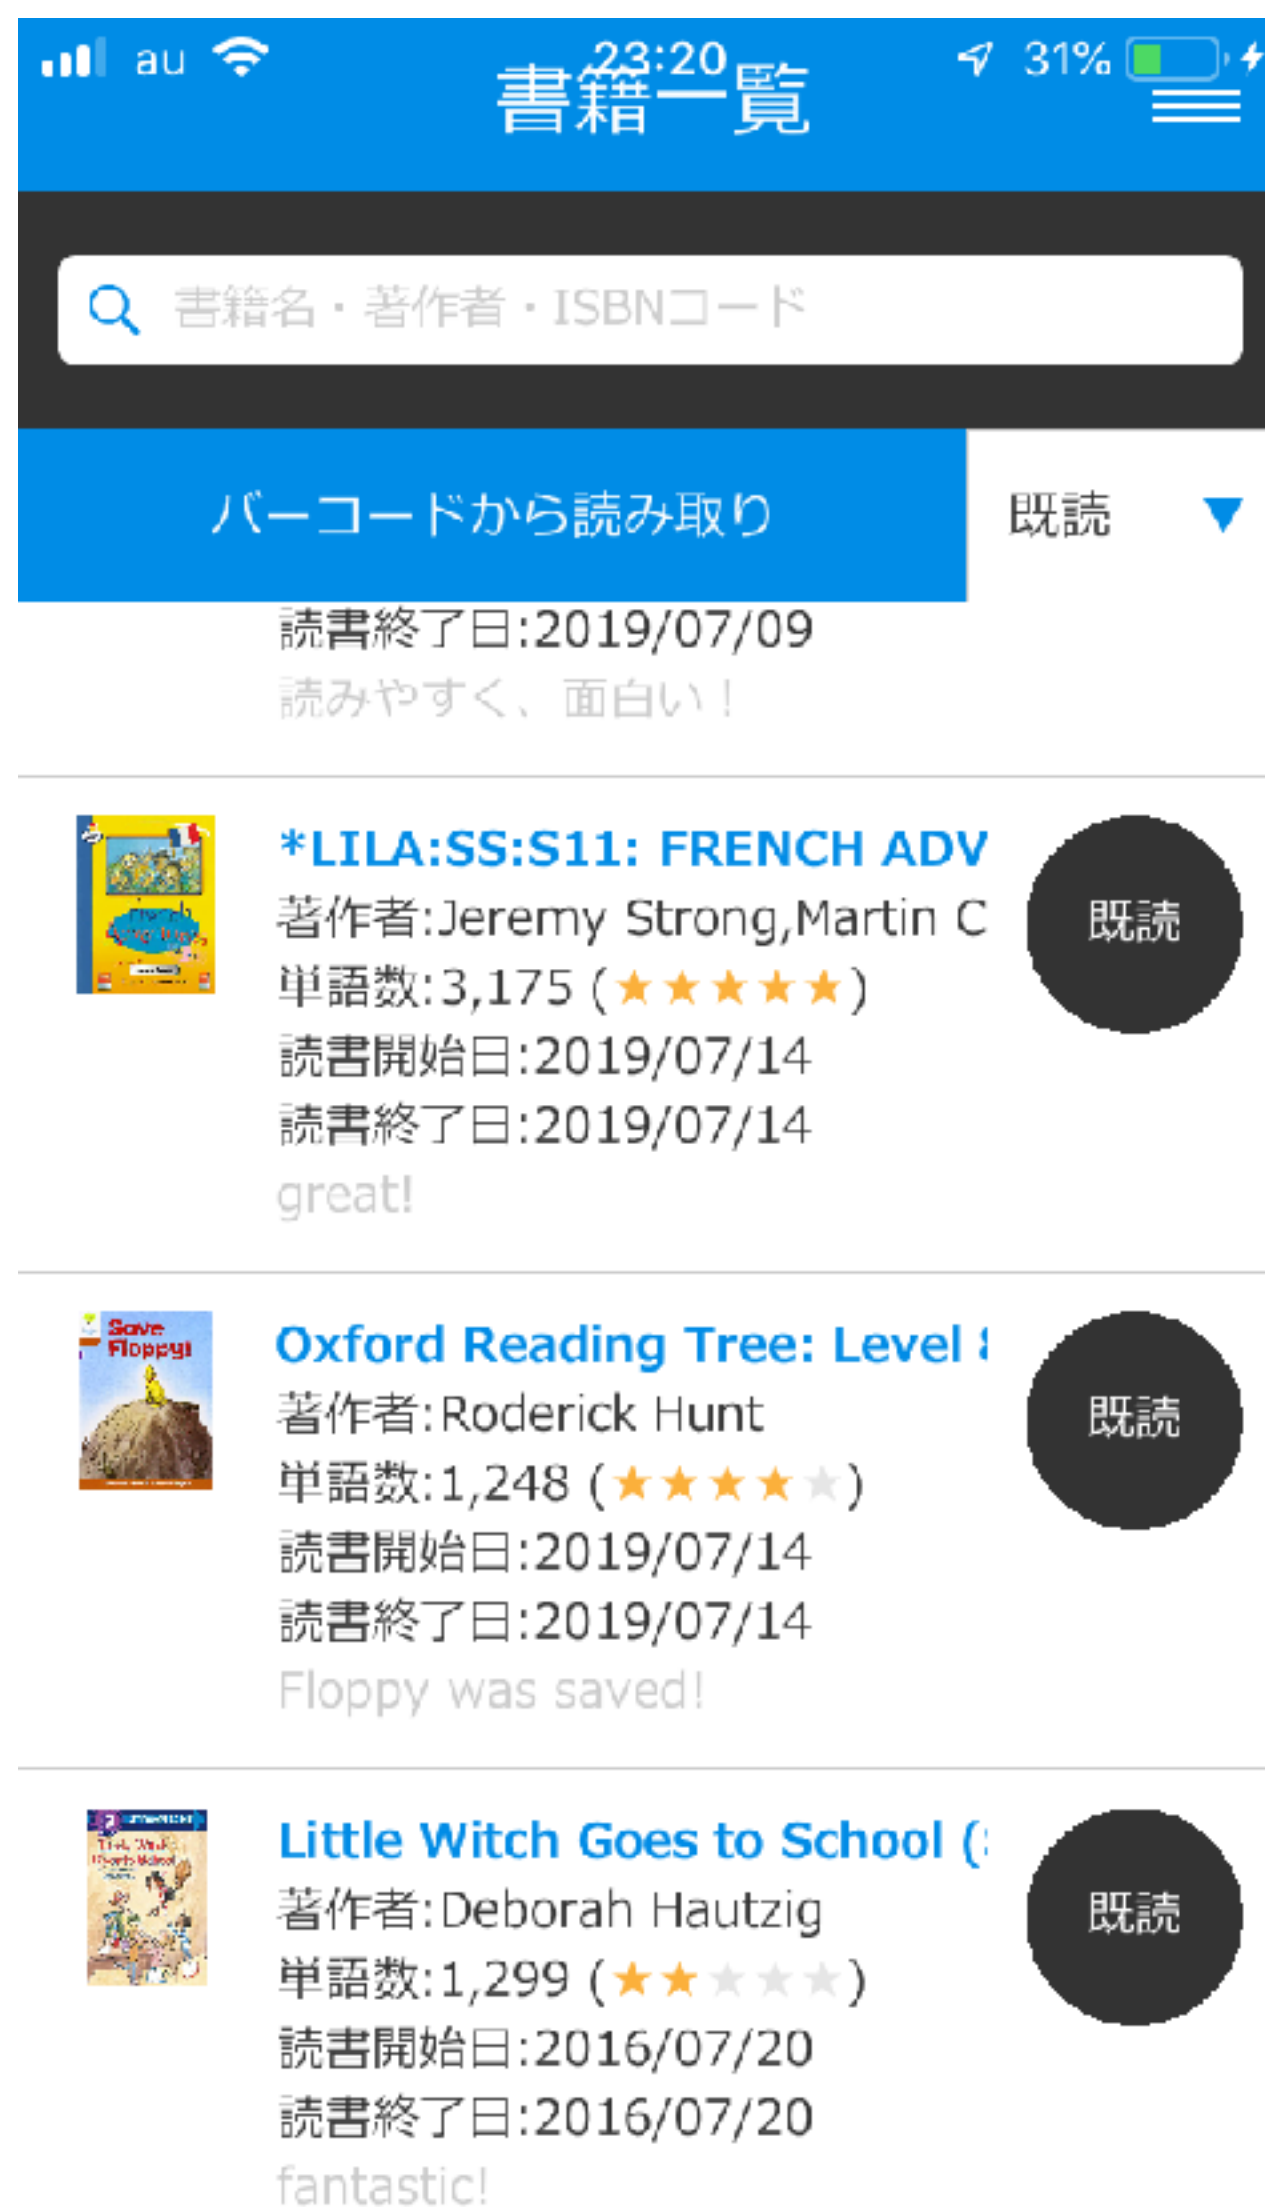 au 23:20 31%
書籍一覧
書籍名・著作者・ISBNコード
バーコードから読み取り
既読
読書終了日:2019/07/09
読みやすく、面白い！
*LILA:SS:S11: FRENCH ADV
著作者:Jeremy Strong,Martin C
単語数:3,175 (★★★★★)
読書開始日:2019/07/14
読書終了日:2019/07/14
great!
既読
Save
Floppy!
Oxford Reading Tree: Level
著作者:Roderick Hunt
単語数:1,248 (★★★★★)
読書開始日:2019/07/14
読書終了日:2019/07/14
Floppy was saved!
既読
Little Witch Goes to School (
著作者:Deborah Hautzig
単語数:1,299 (★★★★★)
読書開始日:2016/07/20
読書終了日:2016/07/20
fantastic!
既読